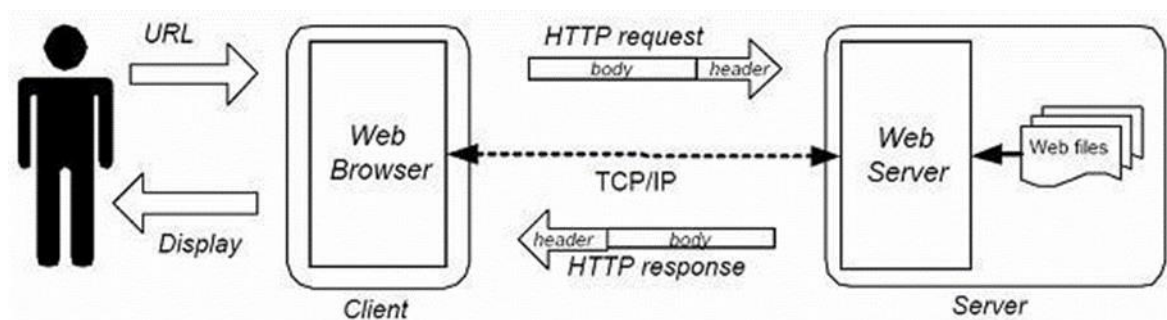 URL
Display
Web
Browser
Client
HTTP request
body header
TCP/IP
header body
HTTP response
Web
Server
Web files
Server